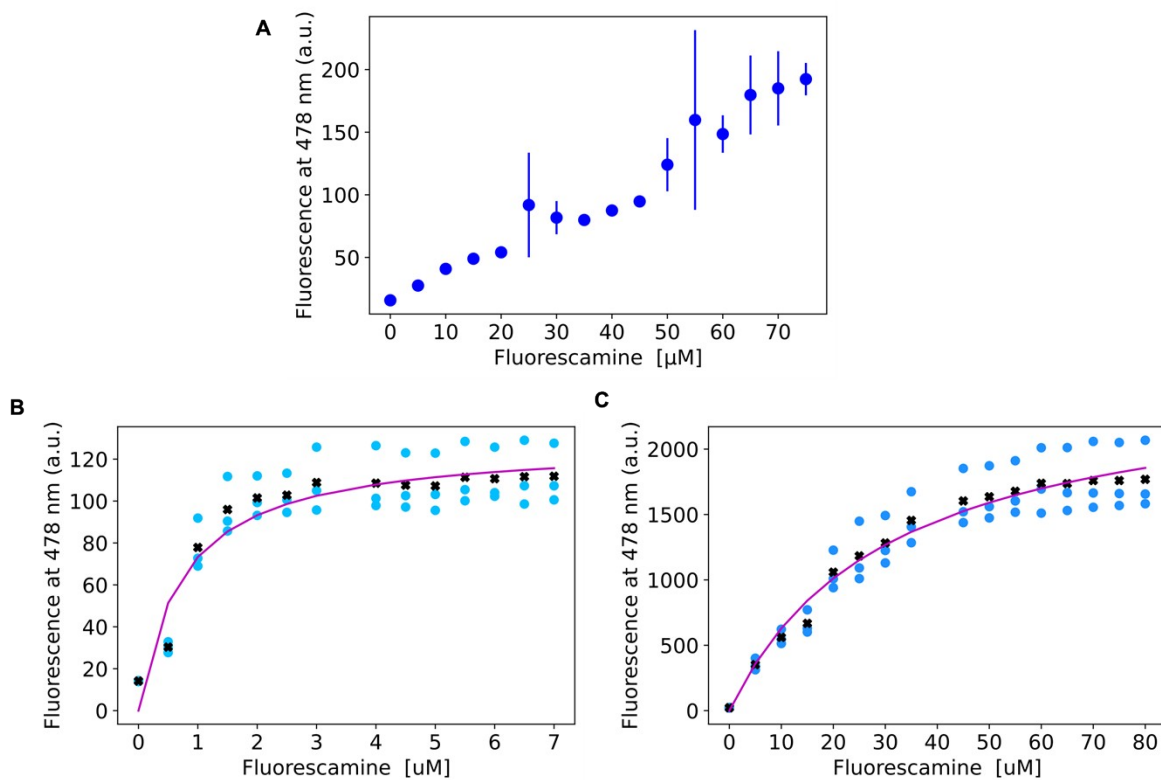 A
Fluorescence at 478 nm (a.u.)
200
150
100
50
0 10 20 30 40 50 60 70
Fluorescamine [µM]
B
Fluorescence at 478 nm (a.u.)
120
100
80
60
40
20
0
0 1 2 3 4 5 6 7
Fluorescamine [uM]
C
Fluorescence at 478 nm (a.u.)
2000
1500
1000
500
0
0 10 20 30 40 50 60 70 80
Fluorescamine [uM]